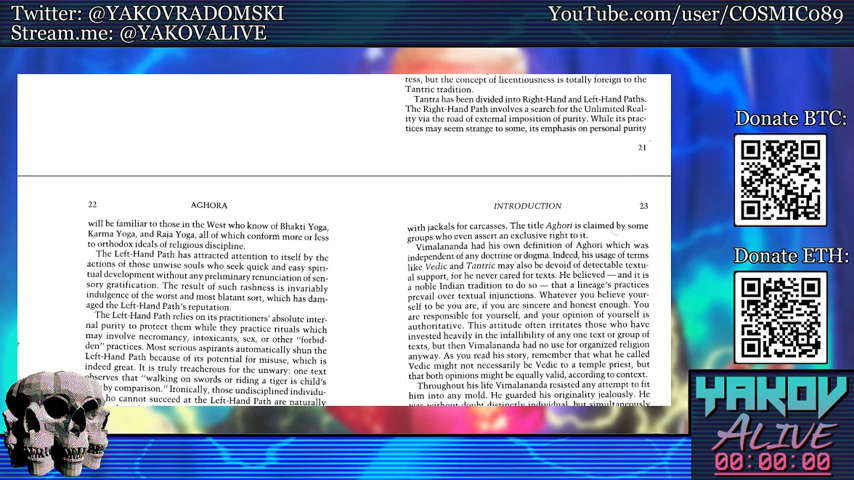 Twitter: @YAKOVRADOMSKI
Stream.me: @YAKOVALIVE
YouTube.com/user/COSMIC089
ress, but the concept of licentiousness is totally foreign to the
Tantric tradition.
Tantra has been divided into Right-Hand and Left-Hand Paths.
The Right-Hand Path involves a search for the Unlimited Real-
ity via the road of external imposition of purity. While its prac-
tices may seem strange to some, its emphasis on personal purity
21
22
AGHORA
will be familiar to those in the West who know of Bhakti Yoga,
Karma Yoga, and Raja Yoga, all of which conform more or less
to orthodox ideals of religious discipline.
The Left-Hand Path has attracted attention to itself by the
actions of those unwise souls who seek quick and easy spiri-
tual development without any preliminary renunciation of sen-
sory gratification. The result of such rashness is invariably
indulgence of the worst and most blatant sort, which has dam-
aged the Left-Hand Path's reputation.
The Left-Hand Path relies on its practitioners' absolute inter-
nal purity to protect them while they practice rituals which
may involve necromancy, intoxicants, sex, or other "forbid-
den" practices. Most serious aspirants automatically shun the
Left-Hand Path because of its potential for misuse, which is
indeed great. It is truly treacherous for the unwary: one text
observes that "walking on swords or riding a tiger is child's
by comparison." Ironically, those undisciplined individu-
ho cannot succeed at the Left-Hand Path are naturally
INTRODUCTION
23
with jackals for carcasses. The title Aghori is claimed by some
groups who even assert an exclusive right to it.
Vimalananda had his own definition of Aghori which was
independent of any doctrine or dogma. Indeed, his usage of terms
like Vedic and Tantric may also be devoid of detectable textu-
al support, for he never cared for texts. He believed — and it is
a noble Indian tradition to do so — that a lineage's practices
prevail over textual injunctions. Whatever you believe your-
self to be you are, if you are sincere and honest enough. You
are responsible for yourself, and your opinion of yourself is
authoritative. This attitude often irritates those who have
invested heavily in the infallibility of any one text or group of
texts, but then Vimalananda had no use for organized religion
anyway. As you read his story, remember that what he called
Vedic might not necessarily be Vedic to a temple priest, but
that both opinions might be equally valid, according to context.
Throughout his life Vimalananda resisted any attempt to fit
him into any mold. He guarded his originality jealously. He
was without doubt distinctly individual, but simultaneously
Donate BTC:
Donate ETH:
YAKOV
ALIVE
00:00:00